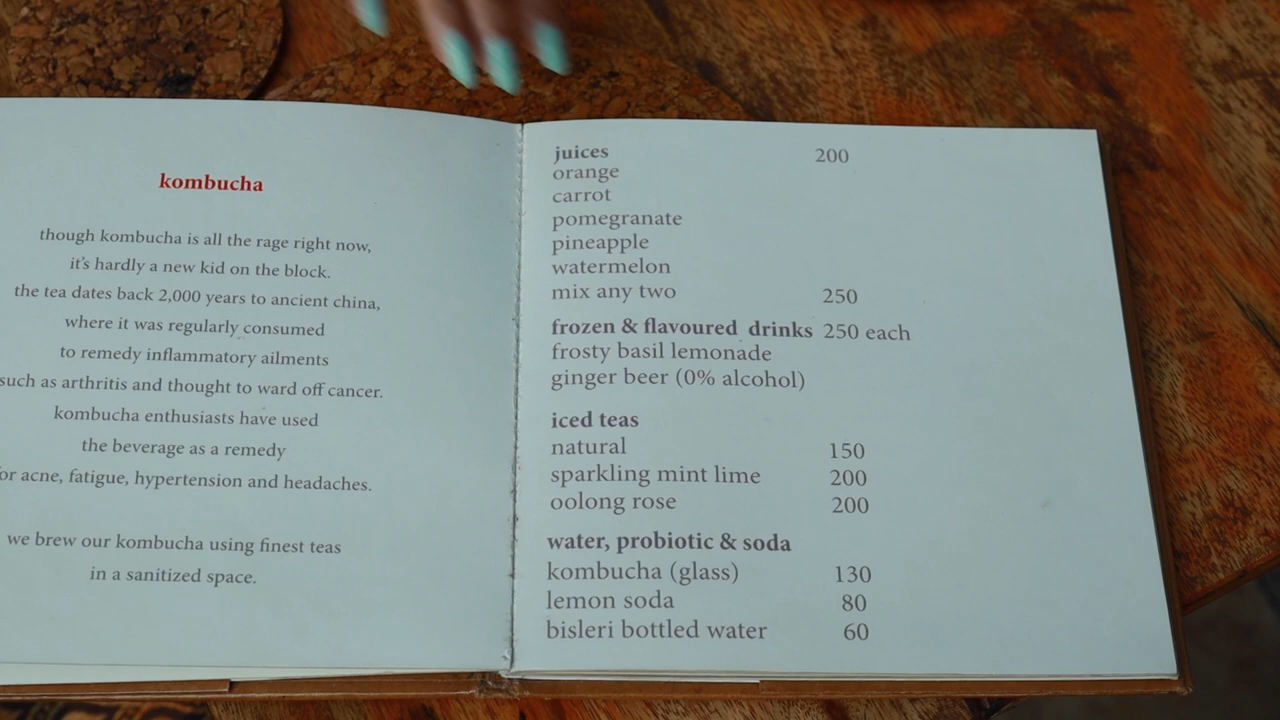 kombucha
though kombucha is all the rage right now,
it's hardly a new kid on the block.
the tea dates back 2,000 years to ancient china,
where it was regularly consumed
to remedy inflammatory ailments
such as arthritis and thought to ward off cancer.
kombucha enthusiasts have used
the beverage as a remedy
for acne, fatigue, hypertension and headaches.
we brew our kombucha using finest teas
in a sanitized space.
juices 200
orange
carrot
pomegranate
pineapple
watermelon
mix any two 250
frozen & flavoured drinks 250 each
frosty basil lemonade
ginger beer (0% alcohol)
iced teas
natural 150
sparkling mint lime 200
oolong rose 200
water, probiotic & soda
kombucha (glass) 130
lemon soda 80
bisleri bottled water 60